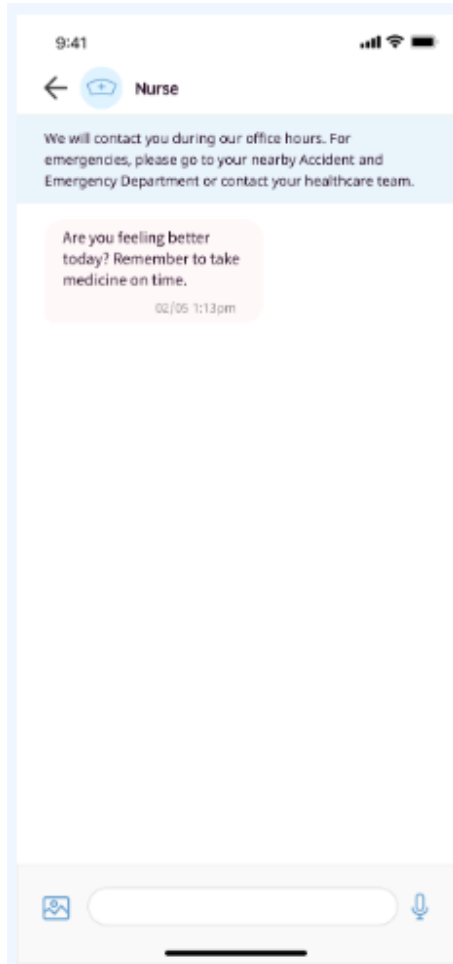 9:41
Nurse
We will contact you during our office hours. For
emergencies, please go to your nearby Accident and
Emergency Department or contact your healthcare team.
Are you feeling better
today? Remember to take
medicine on time.
02/05 1:13pm